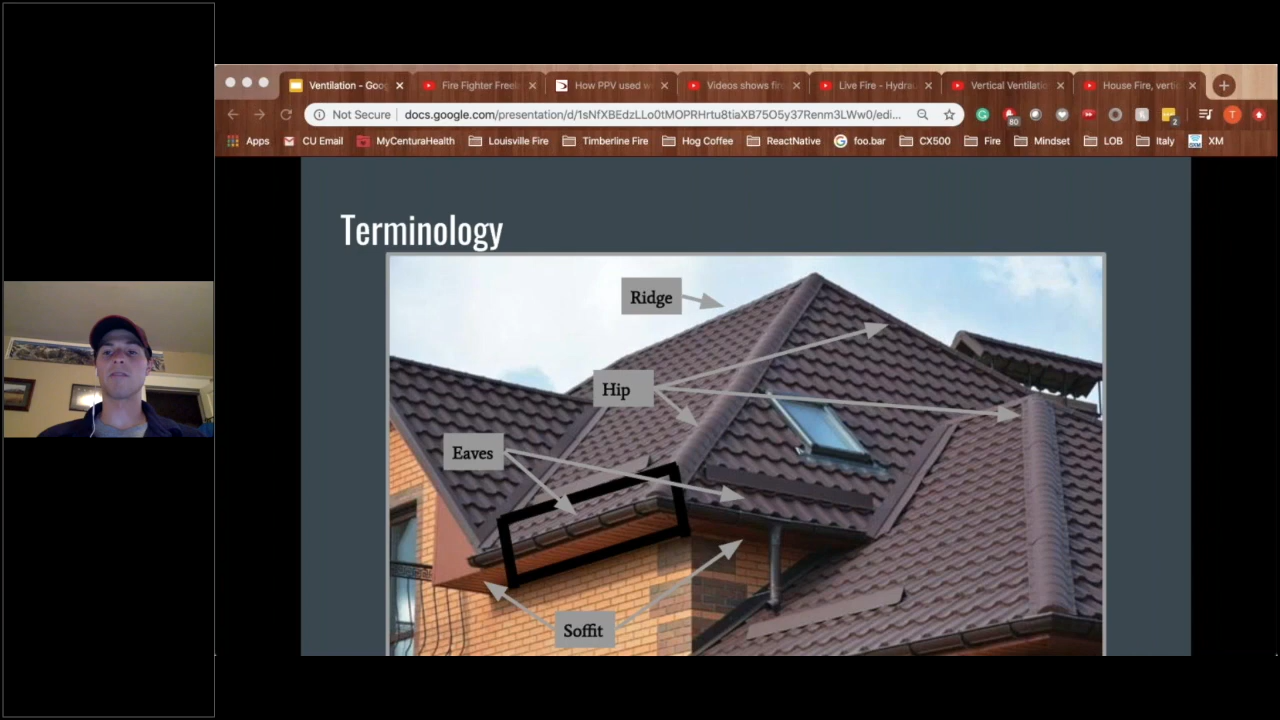 Ventilation - Goo
Fire Fighter Free
How PPV used w
Videos shows fir
Live Fire - Hydra
Vertical Ventilatio
House Fire, vertic
Not Secure
docs.google.com/presentation/d/1sNfXBEdzLLo0tMOPRHrtu8tiaXB75O5y37Renm3LWw0/edi...
80
2
T
Apps
CU Email
MyCenturaHealth
Louisville Fire
Timberline Fire
Hog Coffee
ReactNative
foo.bar
CX500
Fire
Mindset
LOB
Italy
XM
Terminology
Ridge
Hip
Eaves
Soffit